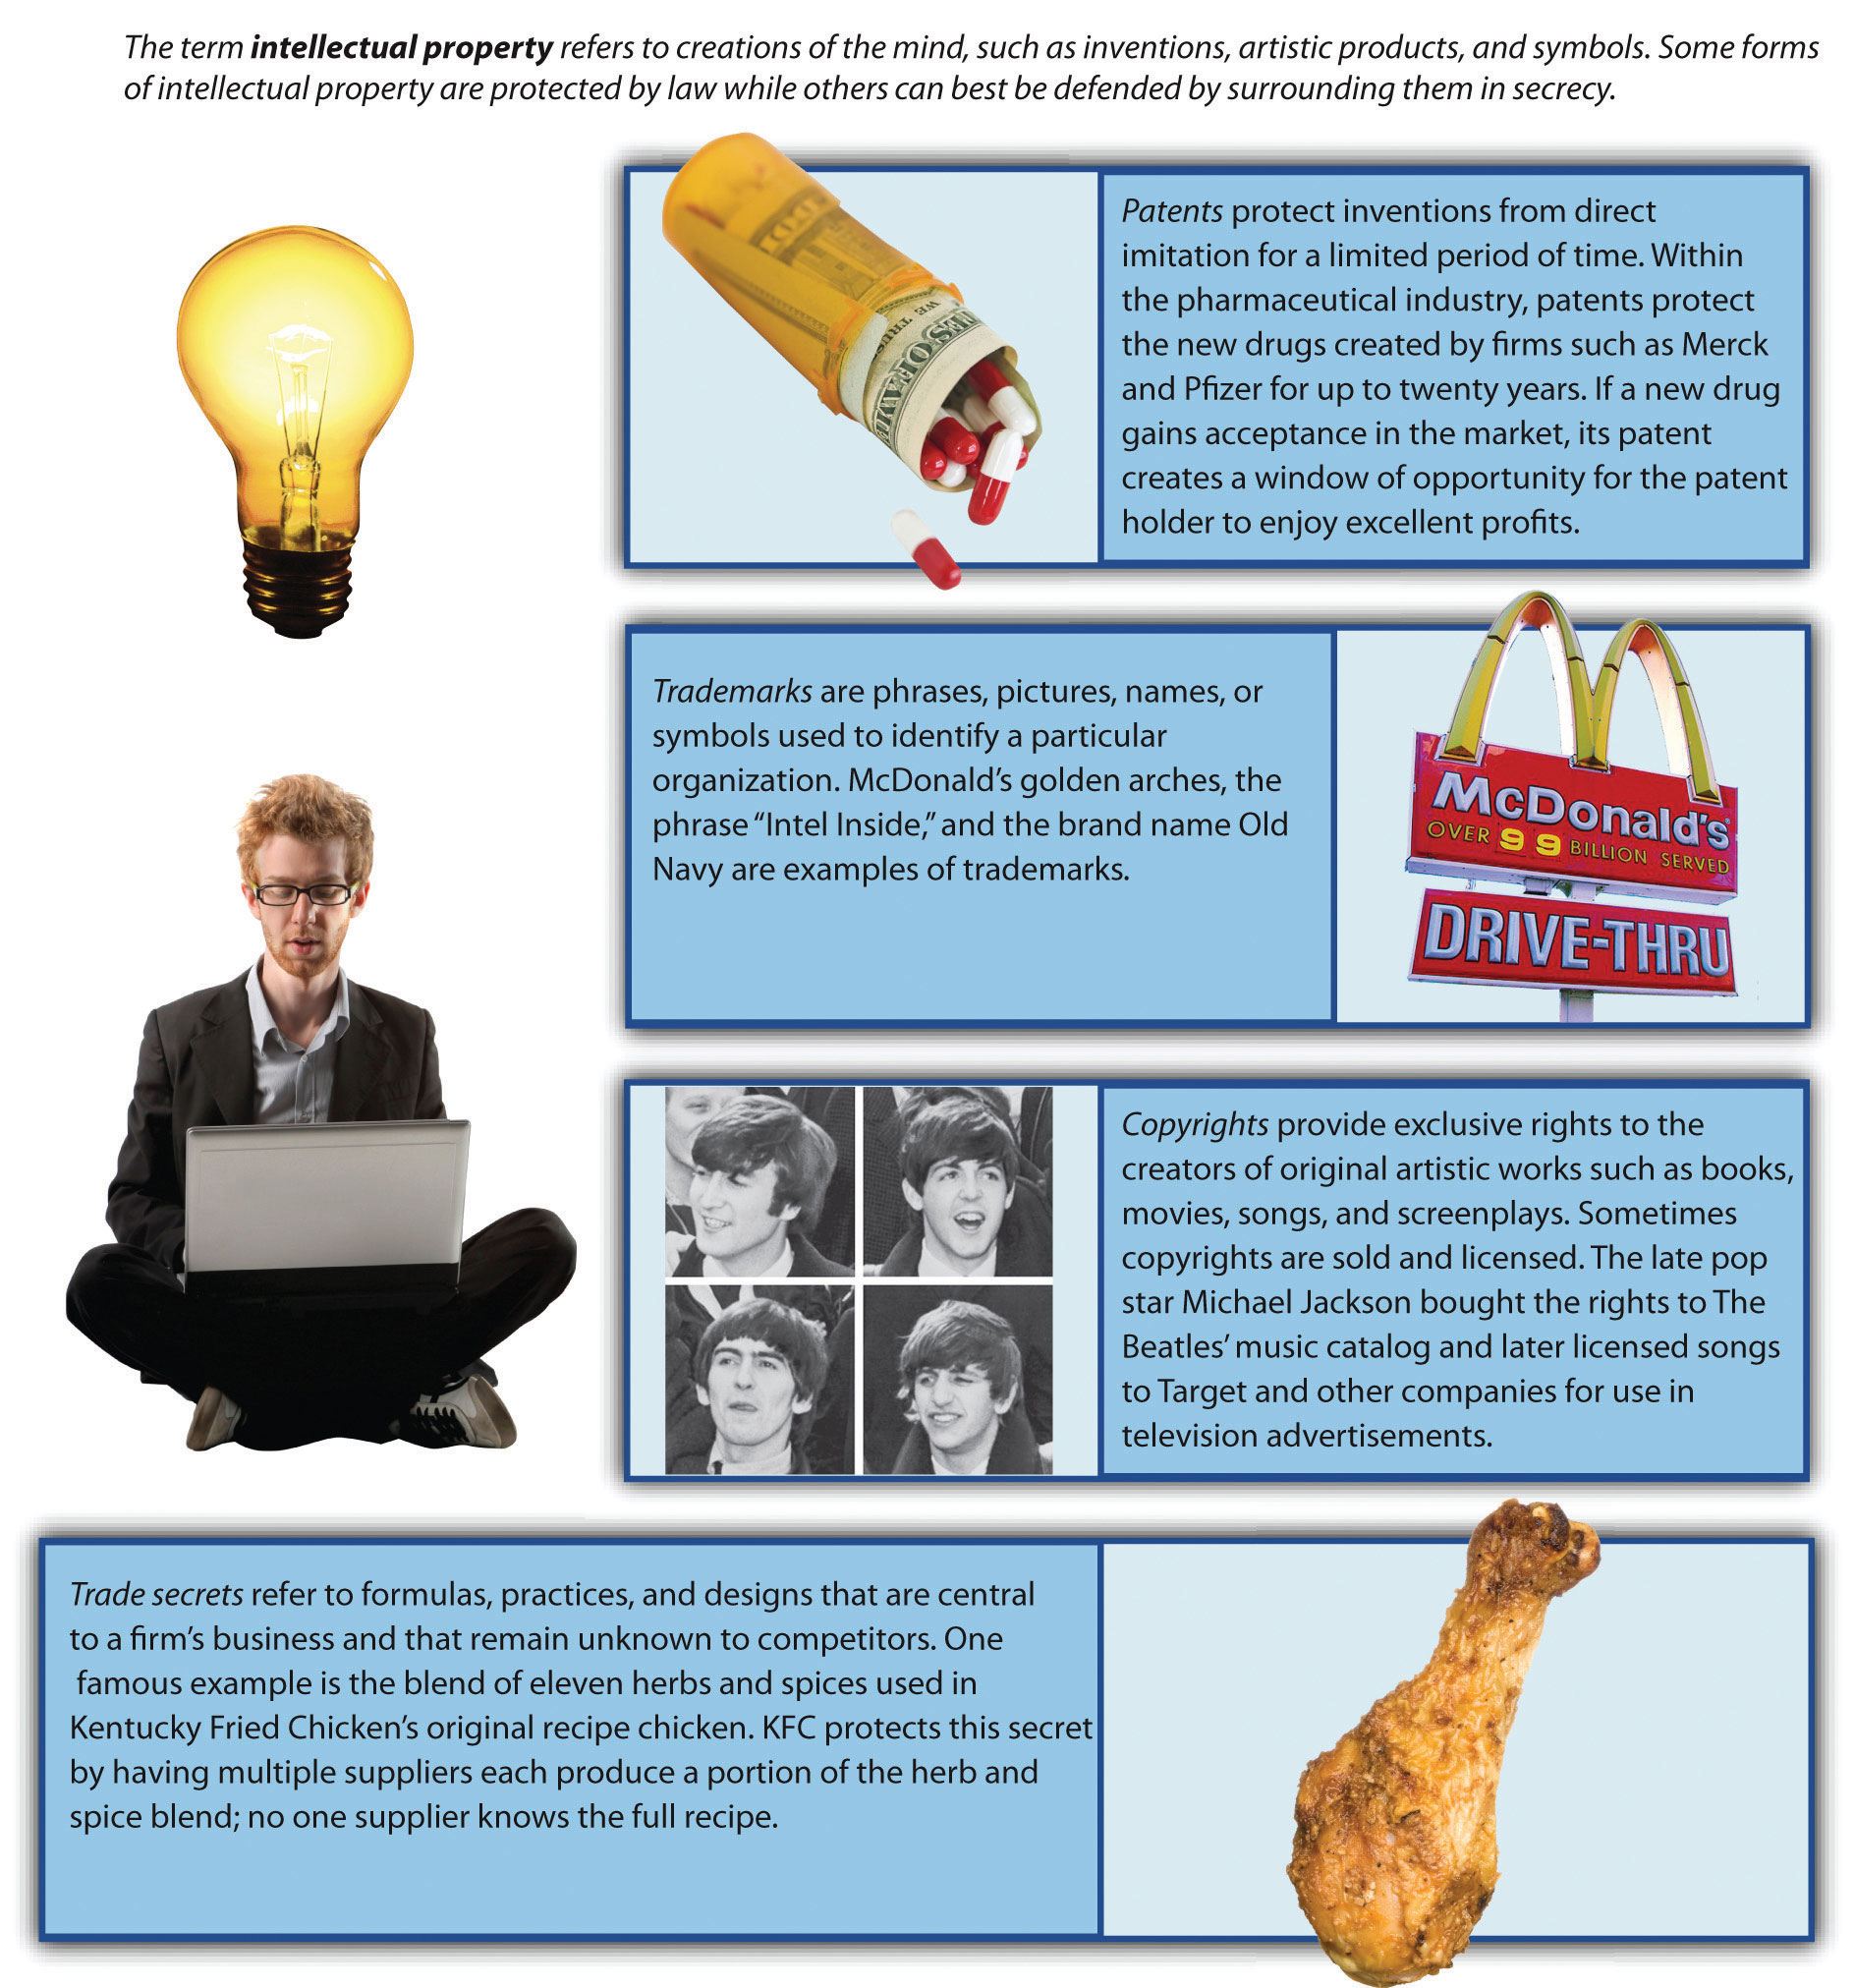 The term intellectual property refers to creations of the mind, such as inventions, artistic products, and symbols. Some forms
of intellectual property are protected by law while others can best be defended by surrounding them in secrecy.
WE TRUS
Patents protect inventions from direct
imitation for a limited period of time. Within
the pharmaceutical industry, patents protect
the new drugs created by firms such as Merck
and Pfizer for up to twenty years. If a new drug
gains acceptance in the market, its patent
creates a window of opportunity for the patent
holder to enjoy excellent profits.
Trademarks are phrases, pictures, names, or
symbols used to identify a particular
organization. McDonald’s golden arches, the
phrase “Intel Inside,” and the brand name Old
Navy are examples of trademarks.
McDonald's
OVER 99 BILLION SERVED
DRIVE-THRU
Copyrights provide exclusive rights to the
creators of original artistic works such as books,
movies, songs, and screenplays. Sometimes
copyrights are sold and licensed. The late pop
star Michael Jackson bought the rights to The
Beatles’ music catalog and later licensed songs
to Target and other companies for use in
television advertisements.
Trade secrets refer to formulas, practices, and designs that are central
to a firm’s business and that remain unknown to competitors. One
famous example is the blend of eleven herbs and spices used in
Kentucky Fried Chicken’s original recipe chicken. KFC protects this secret
by having multiple suppliers each produce a portion of the herb and
spice blend; no one supplier knows the full recipe.